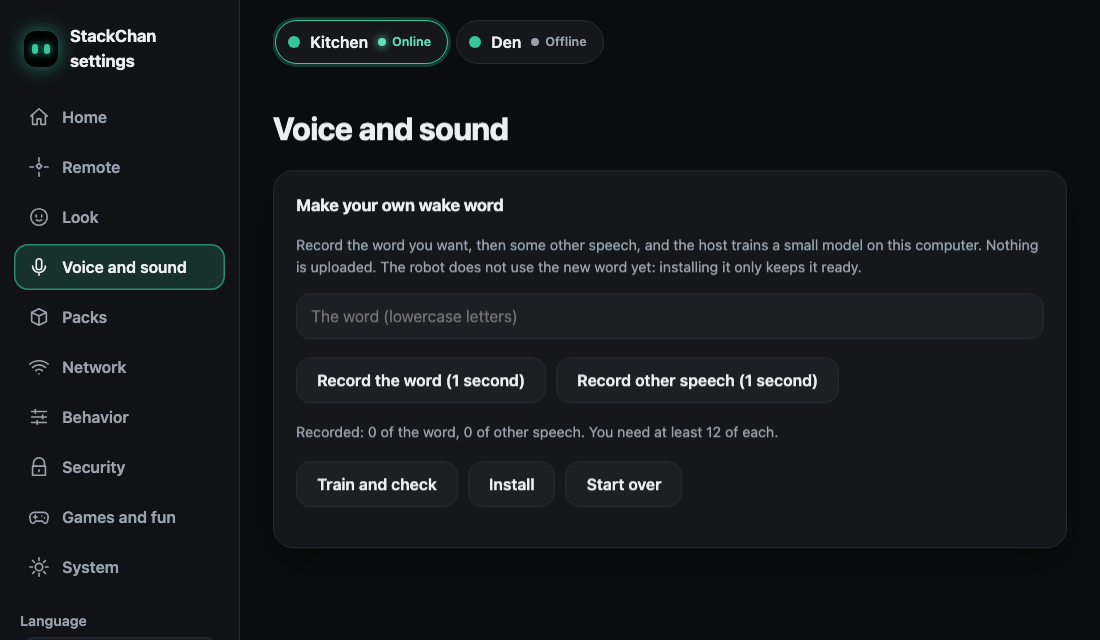 StackChan
settings
Home
Remote
Look
Voice and sound
Packs
Network
Behavior
Security
Games and fun
System
Language
Kitchen Online
Den Offline
Voice and sound
Make your own wake word
Record the word you want, then some other speech, and the host trains a small model on this computer. Nothing
is uploaded. The robot does not use the new word yet: installing it only keeps it ready.
The word (lowercase letters)
Record the word (1 second)
Record other speech (1 second)
Recorded: 0 of the word, 0 of other speech. You need at least 12 of each.
Train and check
Install
Start over